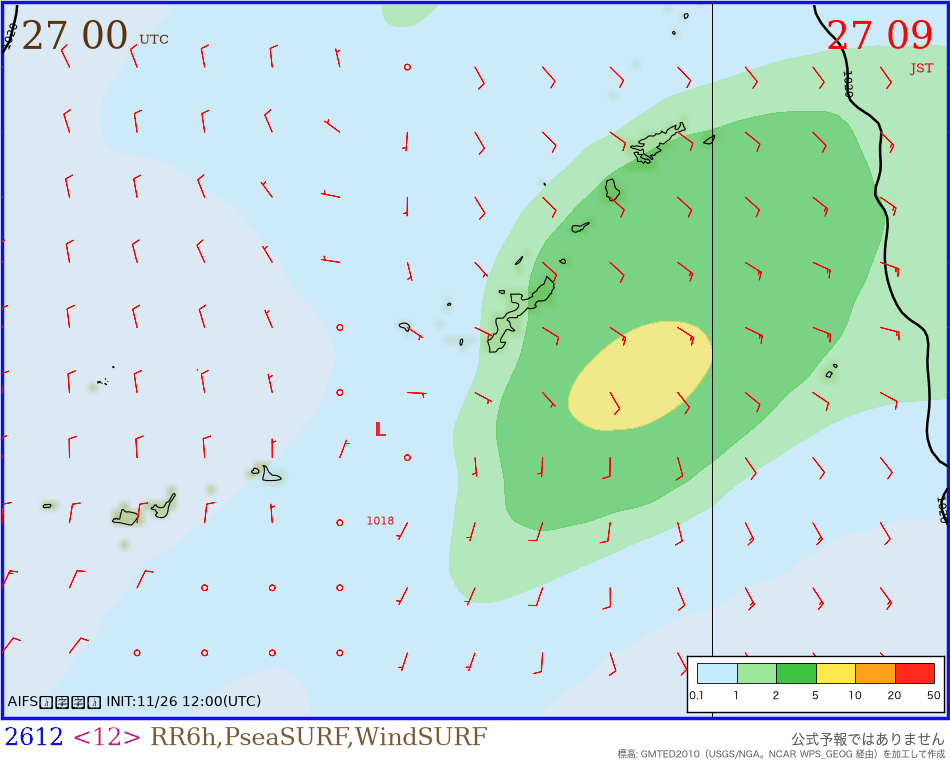 27 00 UTC
27 09
JST
1020
1020
L
1018
1020
AIFS INIT:11/26 12:00(UTC)
0.1 1 2 5 10 20 50
2612 <12> RR6h,PseaSURF,WindSURF
公式予報ではありません
標高: GMTED2010（USGS/NGA。NCAR WPS_GEOG 経由）を加工して作成